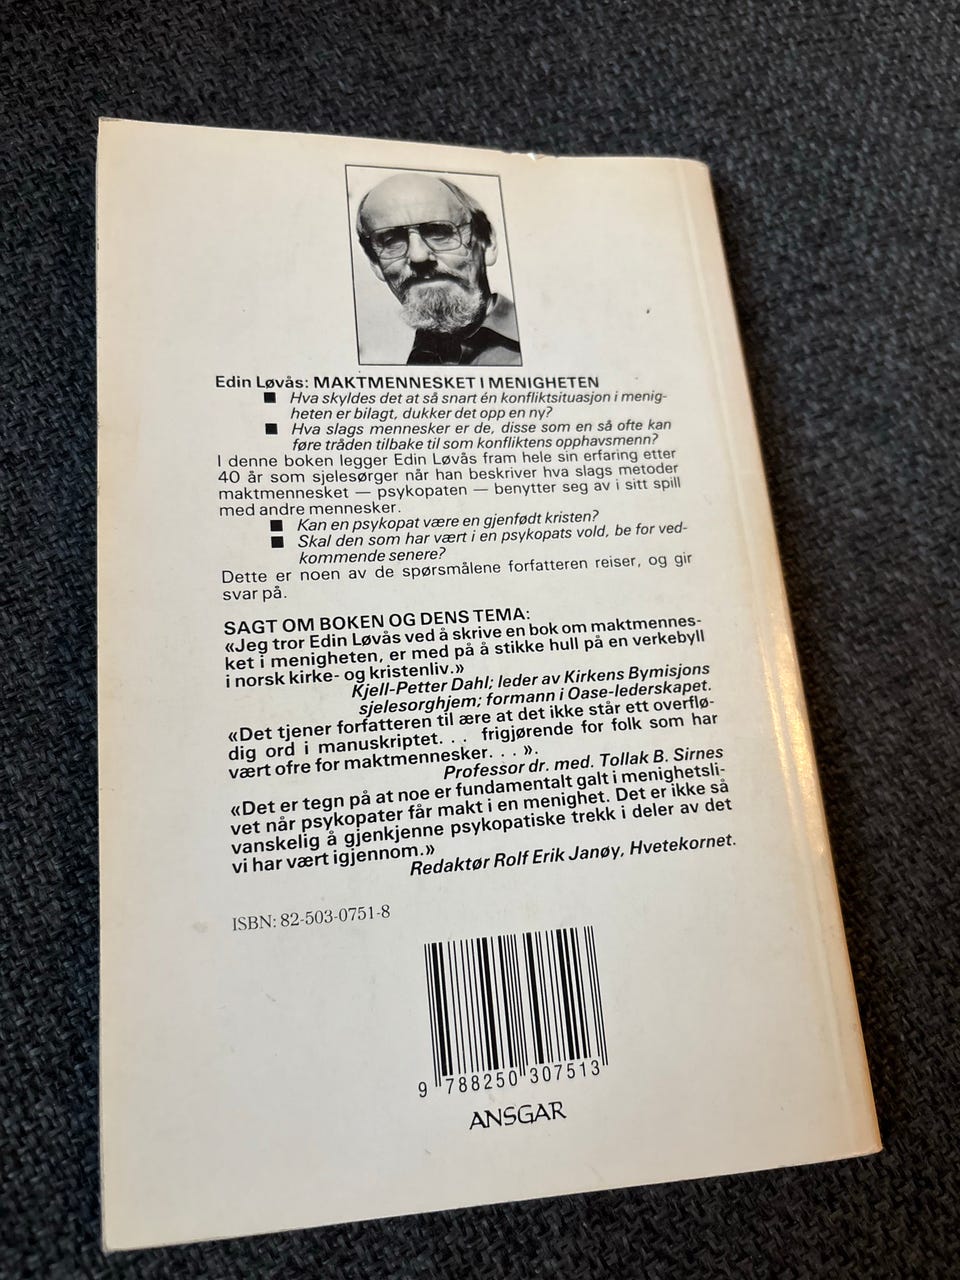 Edin Løvås: MAKTMENNESKET I MENIGHETEN
■ Hva skyldes det at så snart én konfliktsituasjon i menig-
heten er bilagt, dukker det opp en ny?
■ Hva slags mennesker er de, disse som en så ofte kan
føre tråden tilbake til som konfliktens opphavsmenn?
I denne boken legger Edin Løvås fram hele sin erfaring etter
40 år som sjelesørger når han beskriver hva slags metoder
maktmennesket — psykopaten — benytter seg av i sitt spill
med andre mennesker.
■ Kan en psykopat være en gjenfødt kristen?
■ Skal den som har vært i en psykopats vold, be for ved-
kommende senere?
Dette er noen av de spørsmålene forfatteren reiser, og gir
svar på.
SAGT OM BOKEN OG DENS TEMA:
«Jeg tror Edin Løvås ved å skrive en bok om maktmennes-
ket i menigheten, er med på å stikke hull på en verkebyll
i norsk kirke- og kristenliv.»
Kjell-Petter Dahl; leder av Kirkens Bymisjons
sjelesorghjem; formann i Oase-lederskapet.
«Det tjener forfatteren til ære at det ikke står ett overflø-
dig ord i manuskriptet. . . frigjørende for folk som har
vært ofre for maktmennesker. . . ».
Professor dr. med. Tollak B. Sirnes
«Det er tegn på at noe er fundamentalt galt i menighetsli-
vet når psykopater får makt i en menighet. Det er ikke så
vanskelig å gjenkjenne psykopatiske trekk i deler av det
vi har vært igjennom.»
Redaktør Rolf Erik Janøy, Hvetekornet.
ISBN: 82-503-0751-8
9 788250 307513
ANSGAR